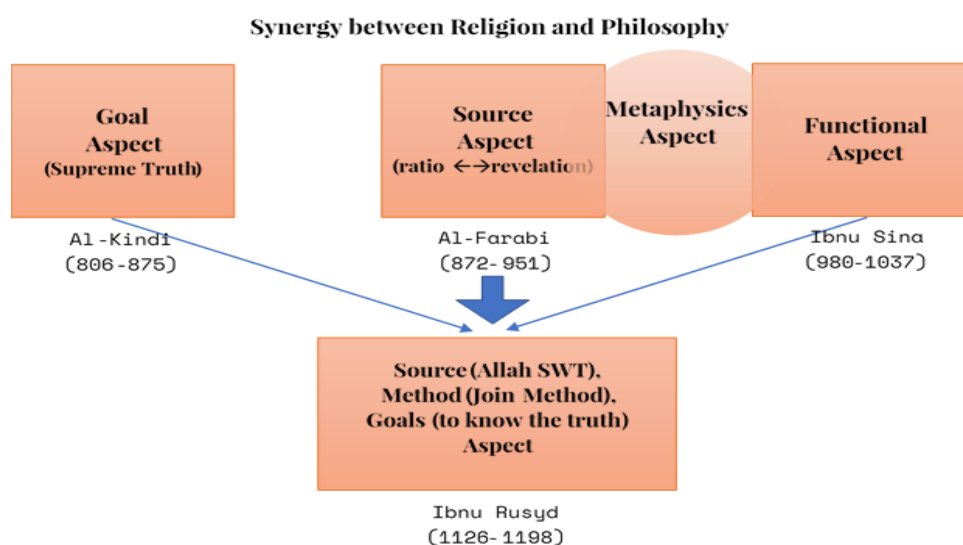 Synergy between Religion and Philosophy
Goal
Aspect
(Supreme Truth)
Al-Kindi
(806-875)
Source
Aspect
(ratio ←→revelation)
Al-Farabi
(872-951)
Metaphysics
Aspect
Functional
Aspect
Ibnu Sina
(980-1037)
Source (Allah SWT),
Method (Join Method),
Goals (to know the truth)
Aspect
Ibnu Rusyd
(1126-1198)